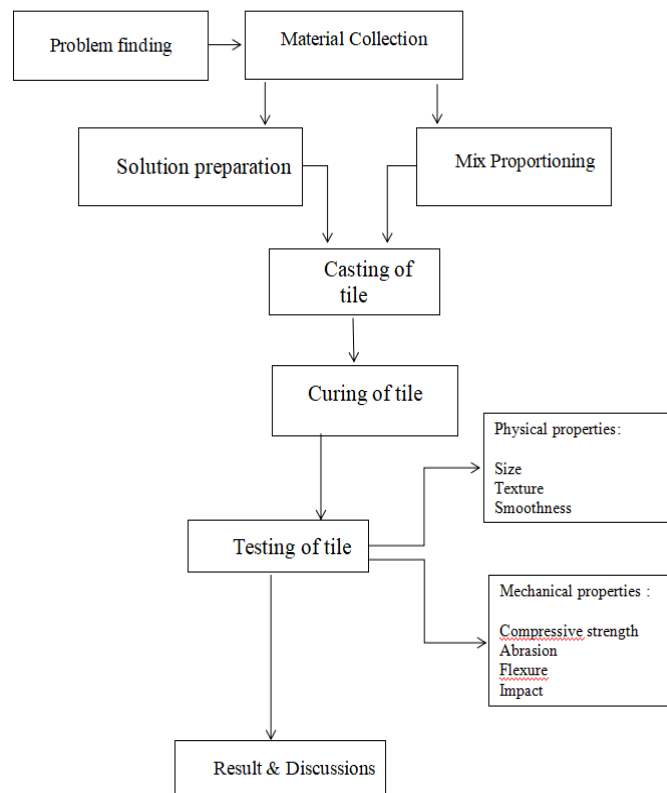 Problem finding
Material Collection
Solution preparation
Mix Proportioning
Casting of
tile
Curing of tile
Physical properties:
Size
Texture
Smoothness
Testing of tile
Mechanical properties :
Compressive strength
Abrasion
Flexure
Impact
Result & Discussions